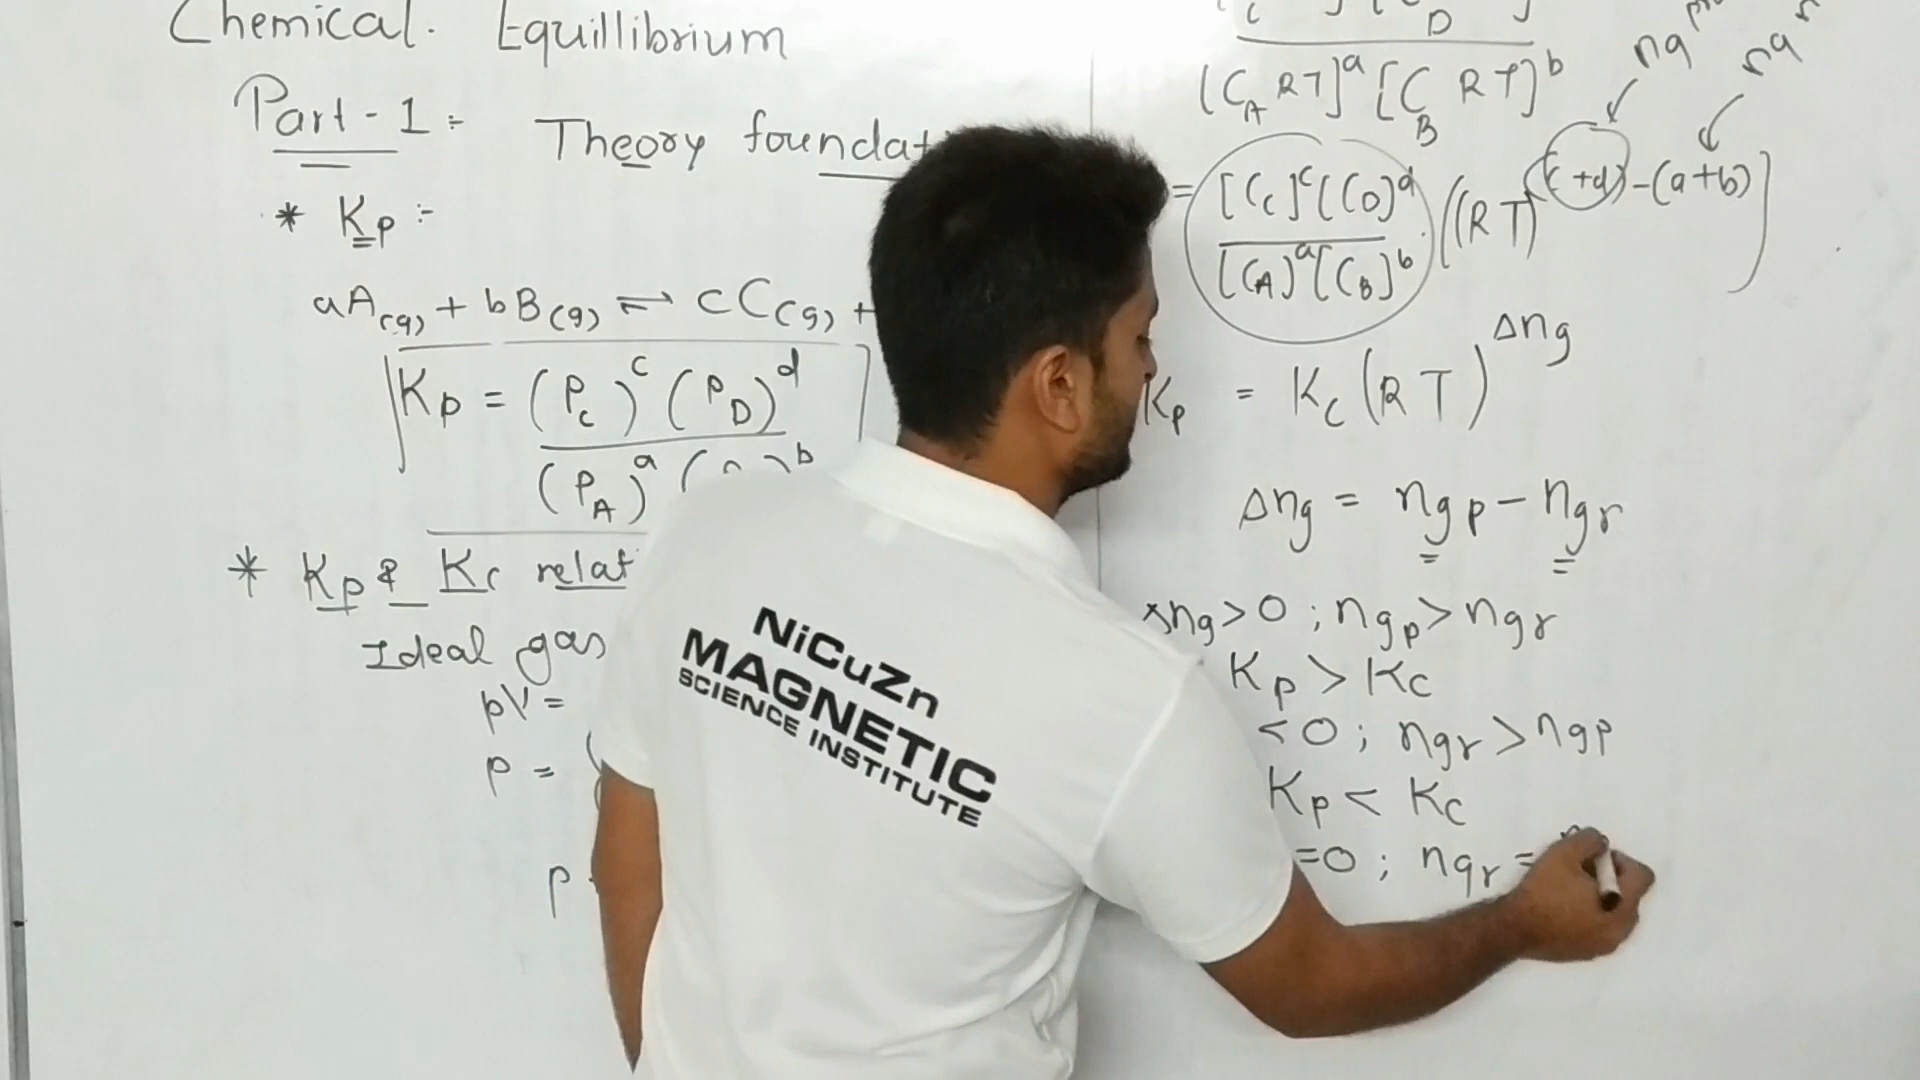 Chemical. Equillibrium
Part-1:- Theory foundat
* Kp :-
aA(g) + bB(g) ⇌ cC(g) +
Kp = (PC)^c (PD)^d
(PA)^a ( )^b
* Kp & Kc relat
Ideal gas
pV =
p =
p
D
[CA RT]^a [CB RT]^b
ng
ng
= [CC]^c [CD]^d
[CA]^a [CB]^b . ((RT)^(c+d)-(a+b))
Kp = Kc (RT)^Δng
Δng = ngp - ngr
Δng > 0 ; ngp > ngr
Kp > Kc
< 0 ; ngr > ngp
Kp < Kc
= 0 ; ngr =
NiCuZn
MAGNETIC
SCIENCE INSTITUTE